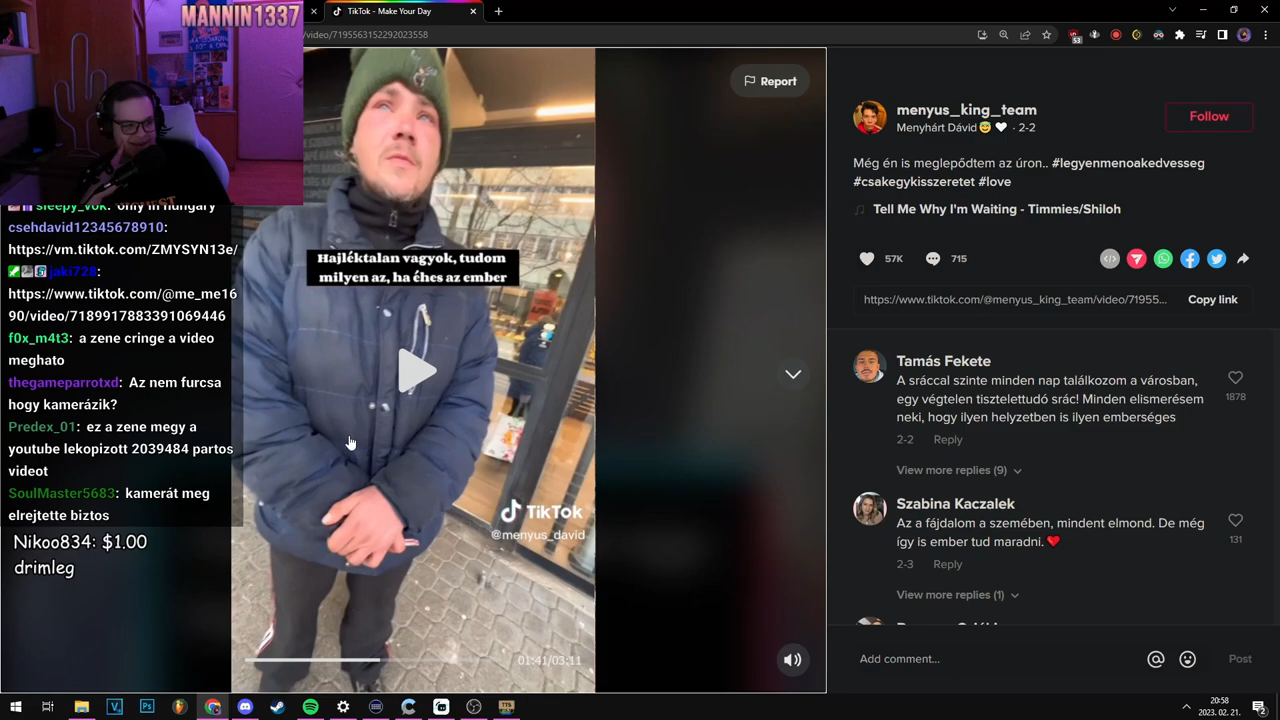 MANNIN1337
TikTok - Make Your Day
/video/7195563152292023558
sleepy_vok: only in hungary
csehdavid12345678910:
https://vm.tiktok.com/ZMYSYN13e/
jaki728:
https://www.tiktok.com/@me_me16
90/video/7189917883391069446
f0x_m4t3: a zene cringe a video
meghato
thegameparrotxd: Az nem furcsa
hogy kamerázik?
Predex_01: ez a zene megy a
youtube lekopizott 2039484 partos
videot
SoulMaster5683: kamerát meg
elrejtette biztos
Nikoo834: $1.00
drimleg
Report
Hajléktalan vagyok, tudom
milyen az, ha éhes az ember
TikTok
@menyus_david
01:41/03:11
menyus_king_team
Menyhárt Dávid😇🤍 · 2-2
Follow
Még én is meglepődtem az úron.. #legyenmenoakedvesseg
#csakegykisszeretet #love
Tell Me Why I'm Waiting - Timmies/Shiloh
57K
715
https://www.tiktok.com/@menyus_king_team/video/71955...
Copy link
Tamás Fekete
A sráccal szinte minden nap találkozom a városban,
egy végtelen tisztelettudó srác! Minden elismerésem
neki, hogy ilyen helyzetben is ilyen emberséges
1878
2-2 Reply
View more replies (9)
Szabina Kaczalek
Az a fájdalom a szemében, mindent elmond. De még
így is ember tud maradni.❤️
131
2-3 Reply
View more replies (1)
Add comment...
Post
53
20:58
2023. 02. 21.
2